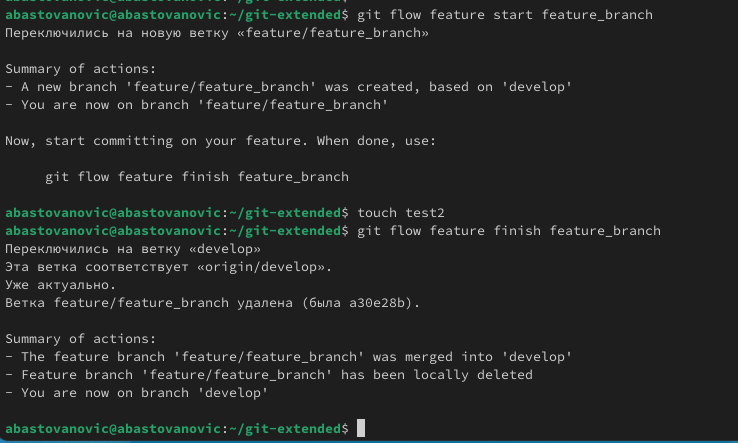 abastovanovic@abastovanovic:~/git-extended$ git flow feature start feature_branch
Переключились на новую ветку «feature/feature_branch»
Summary of actions:
- A new branch 'feature/feature_branch' was created, based on 'develop'
- You are now on branch 'feature/feature_branch'
Now, start committing on your feature. When done, use:
git flow feature finish feature_branch
abastovanovic@abastovanovic:~/git-extended$ touch test2
abastovanovic@abastovanovic:~/git-extended$ git flow feature finish feature_branch
Переключились на ветку «develop»
Эта ветка соответствует «origin/develop».
Уже актуально.
Ветка feature/feature_branch удалена (была a30e28b).
Summary of actions:
- The feature branch 'feature/feature_branch' was merged into 'develop'
- Feature branch 'feature/feature_branch' has been locally deleted
- You are now on branch 'develop'
abastovanovic@abastovanovic:~/git-extended$